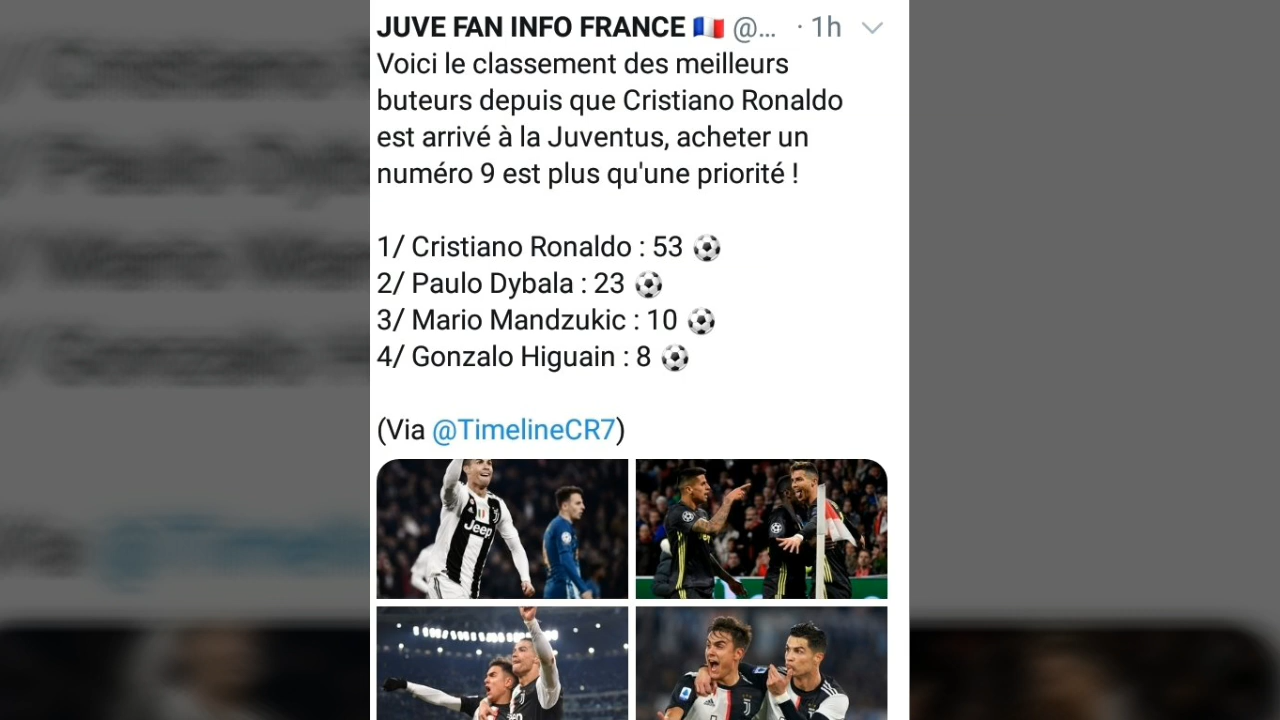 JUVE FAN INFO FRANCE 🇫🇷 @... · 1h
Voici le classement des meilleurs
buteurs depuis que Cristiano Ronaldo
est arrivé à la Juventus, acheter un
numéro 9 est plus qu'une priorité !
1/ Cristiano Ronaldo : 53 ⚽
2/ Paulo Dybala : 23 ⚽
3/ Mario Mandzukic : 10 ⚽
4/ Gonzalo Higuain : 8 ⚽
(Via @TimelineCR7)
Jeep